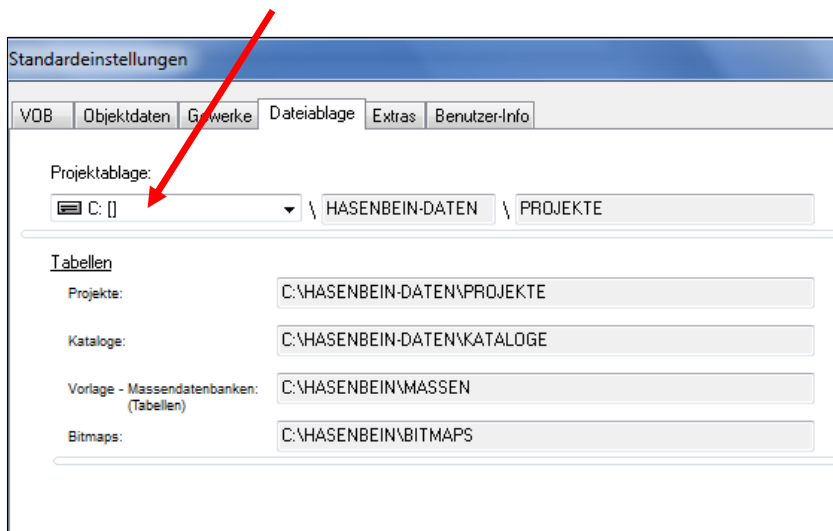 Standardeinstellungen
VOB Objektdaten Gewerke Dateiablage Extras Benutzer-Info
Projektablage:
C: [] \ HASENBEIN-DATEN \ PROJEKTE
Tabellen
Projekte: C:\HASENBEIN-DATEN\PROJEKTE
Kataloge: C:\HASENBEIN-DATEN\KATALOGE
Vorlage - Massendatenbanken: C:\HASENBEIN\MASSEN
(Tabellen)
Bitmaps: C:\HASENBEIN\BITMAPS